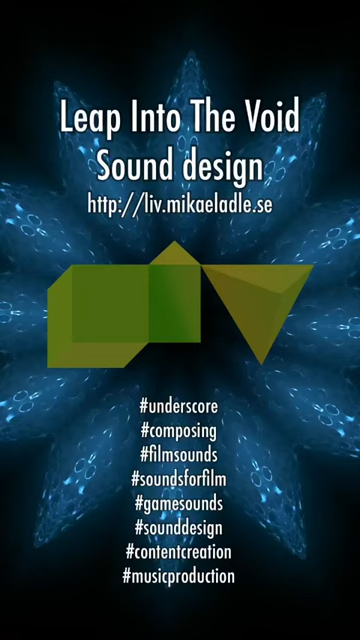 Leap Into The Void
Sound design
http://liv.mikaeladle.se
#underscore
#composing
#filmsounds
#soundsforfilm
#gamesounds
#sounddesign
#contentcreation
#musicproduction